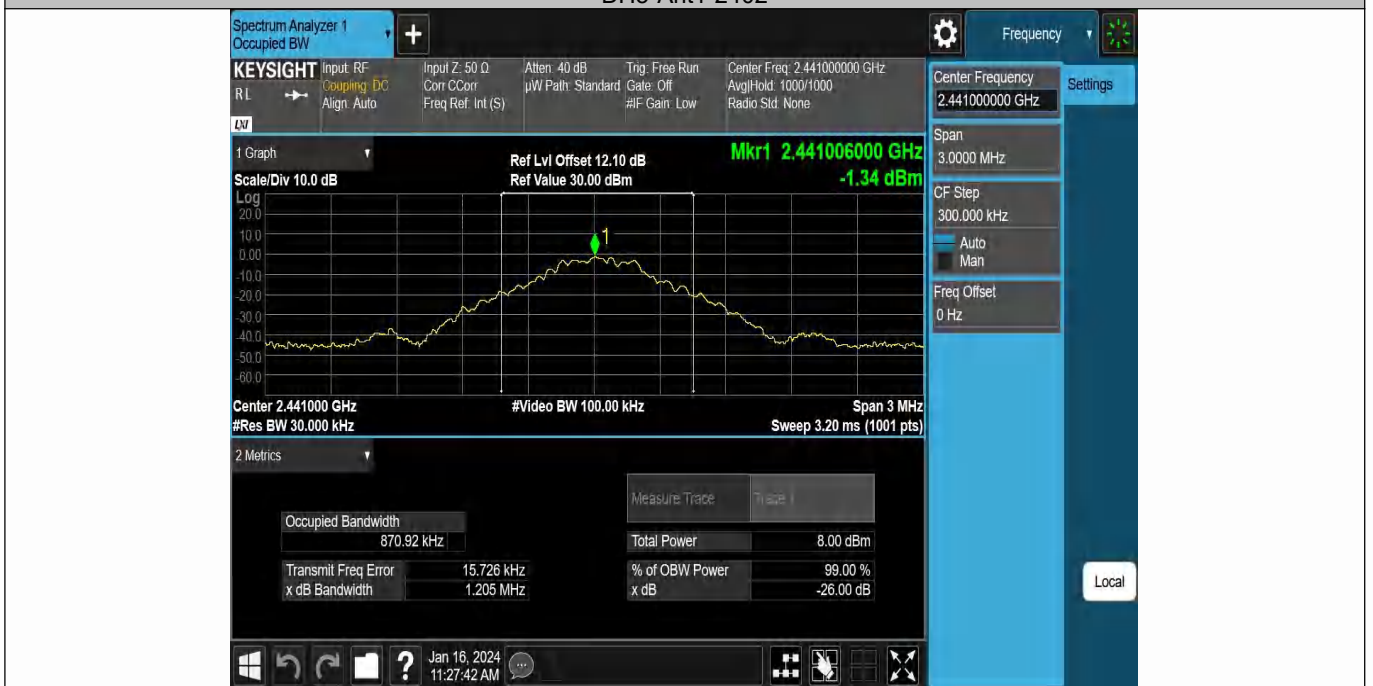 Spectrum Analyzer 1
Occupied BW
+
Frequency
KEYSIGHT
RL
LXI
Input: RF
Coupling: DC
Align: Auto
Input Z: 50 Ω
Corr CCorr
Freq Ref: Int (S)
Atten: 40 dB
µW Path: Standard
Trig: Free Run
Gate: Off
#IF Gain: Low
Center Freq: 2.441000000 GHz
Avg|Hold: 1000/1000
Radio Std: None
Center Frequency
2.441000000 GHz
Settings
Span
3.0000 MHz
CF Step
300.000 kHz
Auto
Man
Freq Offset
0 Hz
1 Graph
Scale/Div 10.0 dB
Ref Lvl Offset 12.10 dB
Ref Value 30.00 dBm
Mkr1 2.441006000 GHz
-1.34 dBm
Log
20.0
10.0
0.00
-10.0
-20.0
-30.0
-40.0
-50.0
-60.0
1
Center 2.441000 GHz
#Res BW 30.000 kHz
#Video BW 100.00 kHz
Span 3 MHz
Sweep 3.20 ms (1001 pts)
2 Metrics
Measure Trace Trace 1
Occupied Bandwidth
870.92 kHz
Total Power 8.00 dBm
Transmit Freq Error 15.726 kHz
% of OBW Power 99.00 %
x dB Bandwidth 1.205 MHz
x dB -26.00 dB
Local
?
Jan 16, 2024
11:27:42 AM